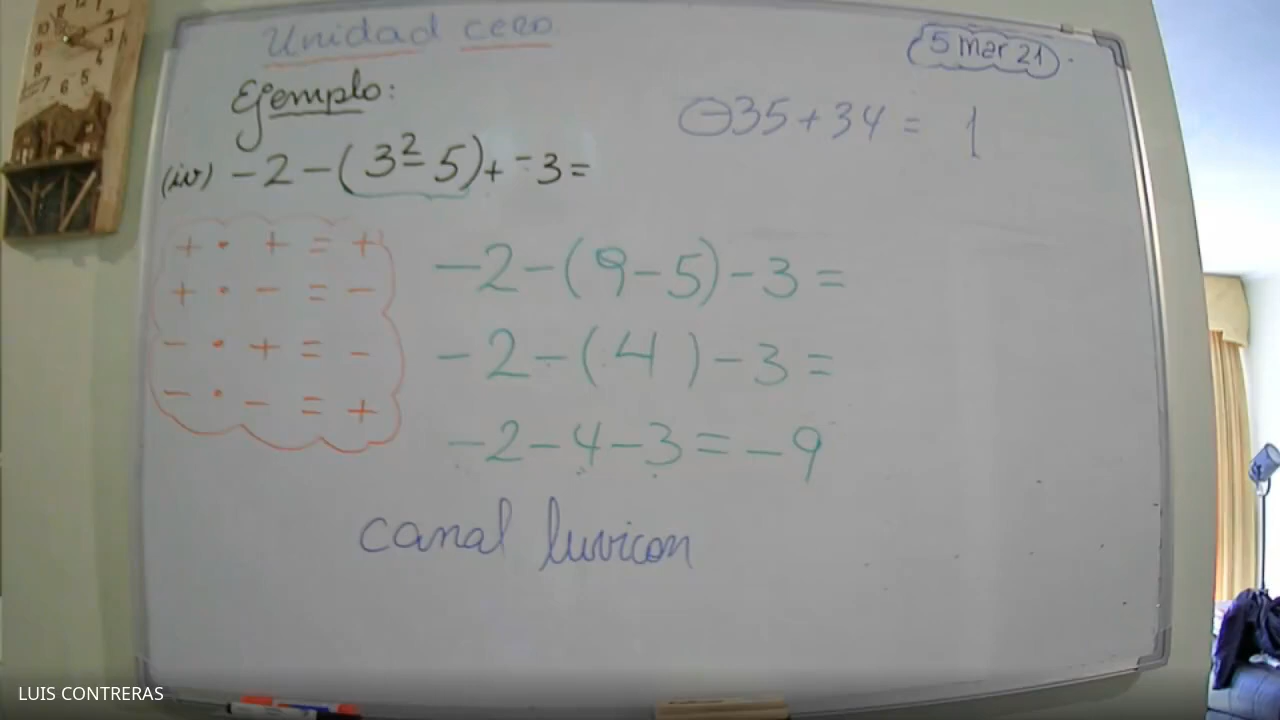 Unidad cero
5 Mar 21
Ejemplo:
-35+34 = 1
(iv) -2-(3²-5)+ -3=
+ · + = +
+ · - = -
- · + = -
- · - = +
-2-(9-5)-3=
-2-(4)-3=
-2-4-3=-9
canal luvicon
LUIS CONTRERAS